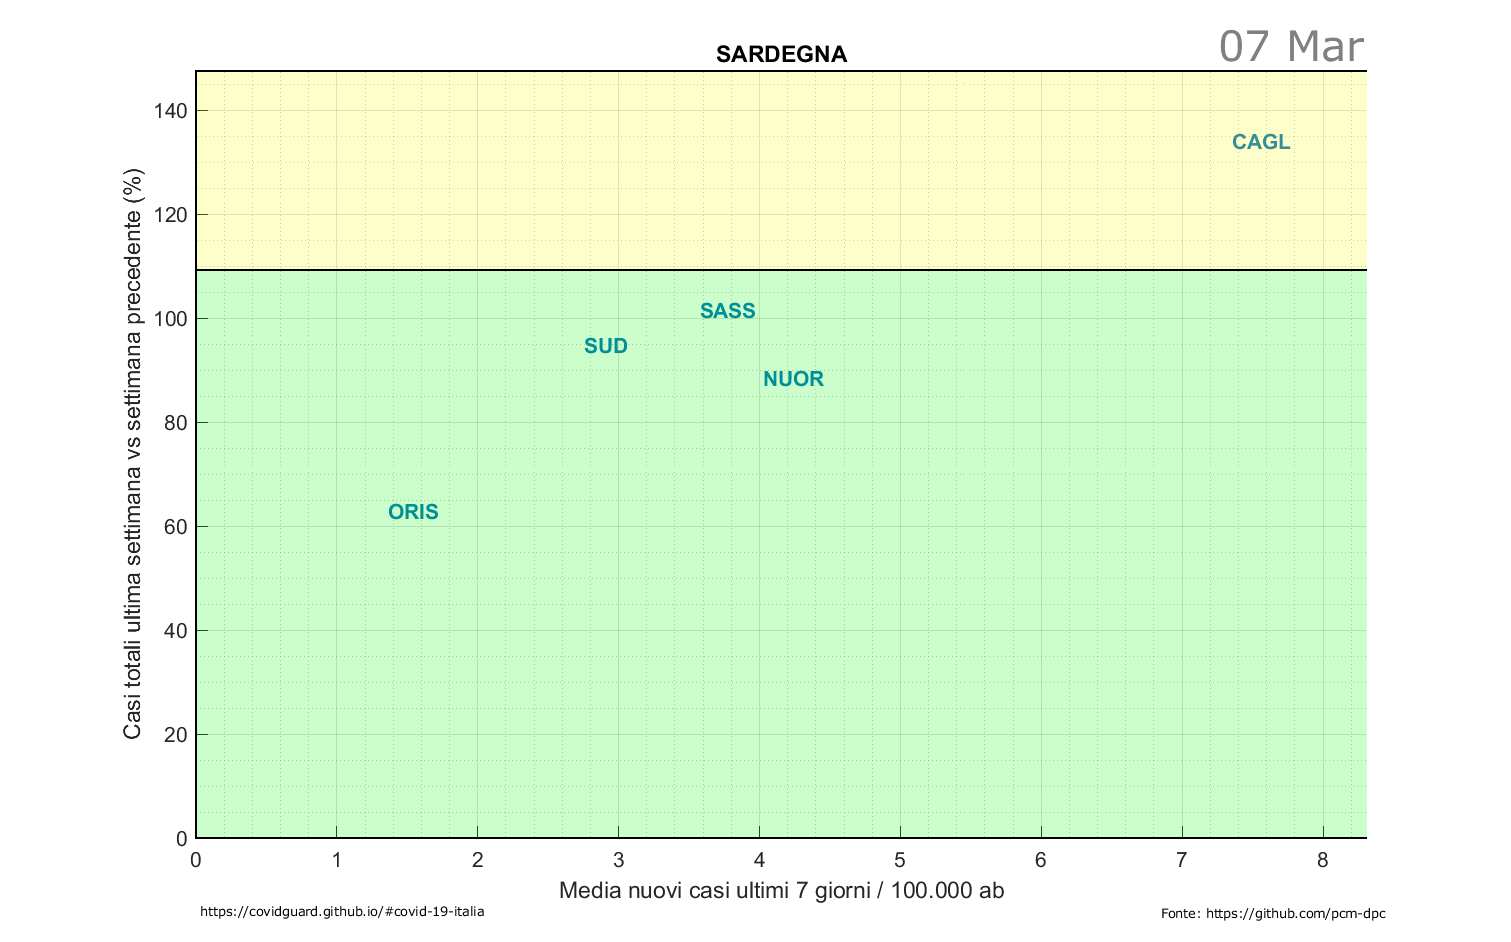 07 Mar
SARDEGNA
Casi totali ultima settimana vs settimana precedente (%)
140
120
100
80
60
40
20
0
CAGL
SASS
SUD
NUOR
ORIS
0 1 2 3 4 5 6 7 8
Media nuovi casi ultimi 7 giorni / 100.000 ab
https://covidguard.github.io/#covid-19-italia
Fonte: https://github.com/pcm-dpc